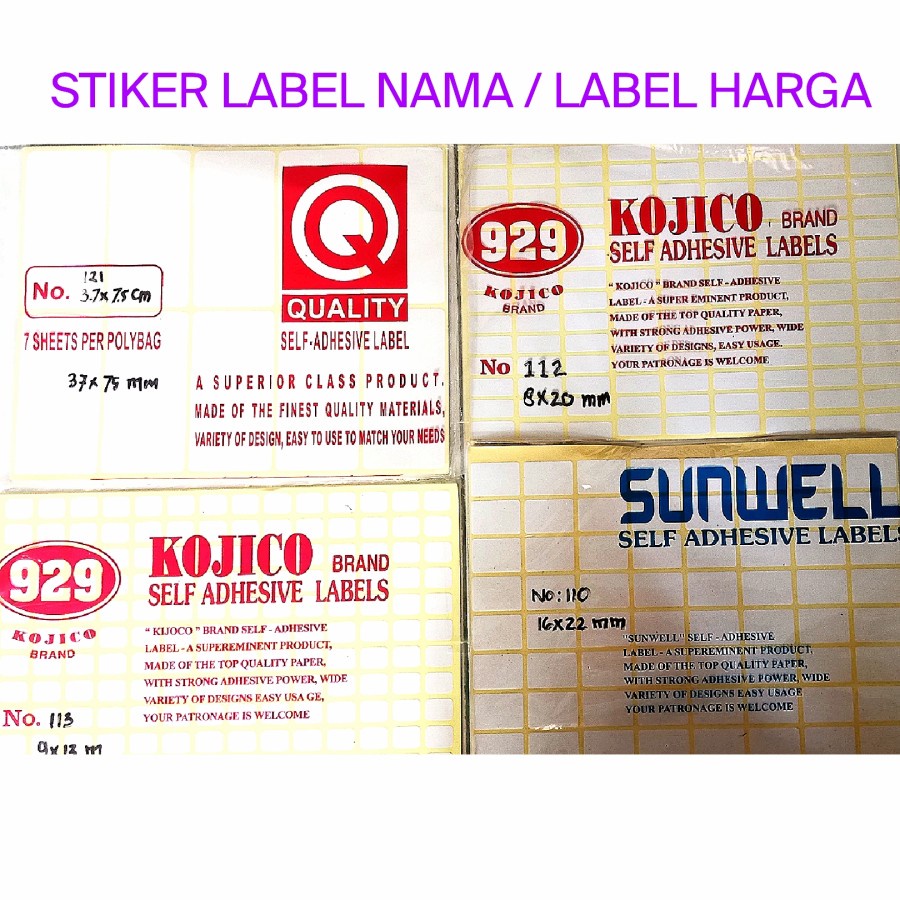 STIKER LABEL NAMA / LABEL HARGA
Q
QUALITY
SELF-ADHESIVE LABEL
No. 121
3.7 x 7.5 cm
7 SHEETS PER POLYBAG
37 x 75 mm
A SUPERIOR CLASS PRODUCT.
MADE OF THE FINEST QUALITY MATERIALS,
VARIETY OF DESIGN, EASY TO USE TO MATCH YOUR NEEDS
929
KOJICO
BRAND
KOJICO BRAND
SELF ADHESIVE LABELS
" KOJICO " BRAND SELF - ADHESIVE
LABEL - A SUPER EMINENT PRODUCT,
MADE OF THE TOP QUALITY PAPER,
WITH STRONG ADHESIVE POWER, WIDE
VARIETY OF DESIGNS, EASY USAGE.
YOUR PATRONAGE IS WELCOME
No 112
8x20 mm
929
KOJICO
BRAND
KOJICO BRAND
SELF ADHESIVE LABELS
" KIJOCO " BRAND SELF - ADHESIVE
LABEL - A SUPEREMINENT PRODUCT,
MADE OF THE TOP QUALITY PAPER,
WITH STRONG ADHESIVE POWER, WIDE
VARIETY OF DESIGNS EASY USA GE,
YOUR PATRONAGE IS WELCOME
No. 113
SUNWELL
SELF ADHESIVE LABELS
No: 110
16x22 mm
"SUNWELL" SELF - ADHESIVE
LABEL - A SUPEREMINENT PRODUCT,
MADE OF THE TOP QUALITY PAPER,
WITH STRONG ADHESIVE POWER, WIDE
VARIETY OF DESIGNS EASY USAGE
YOUR PATRONAGE IS WELCOME